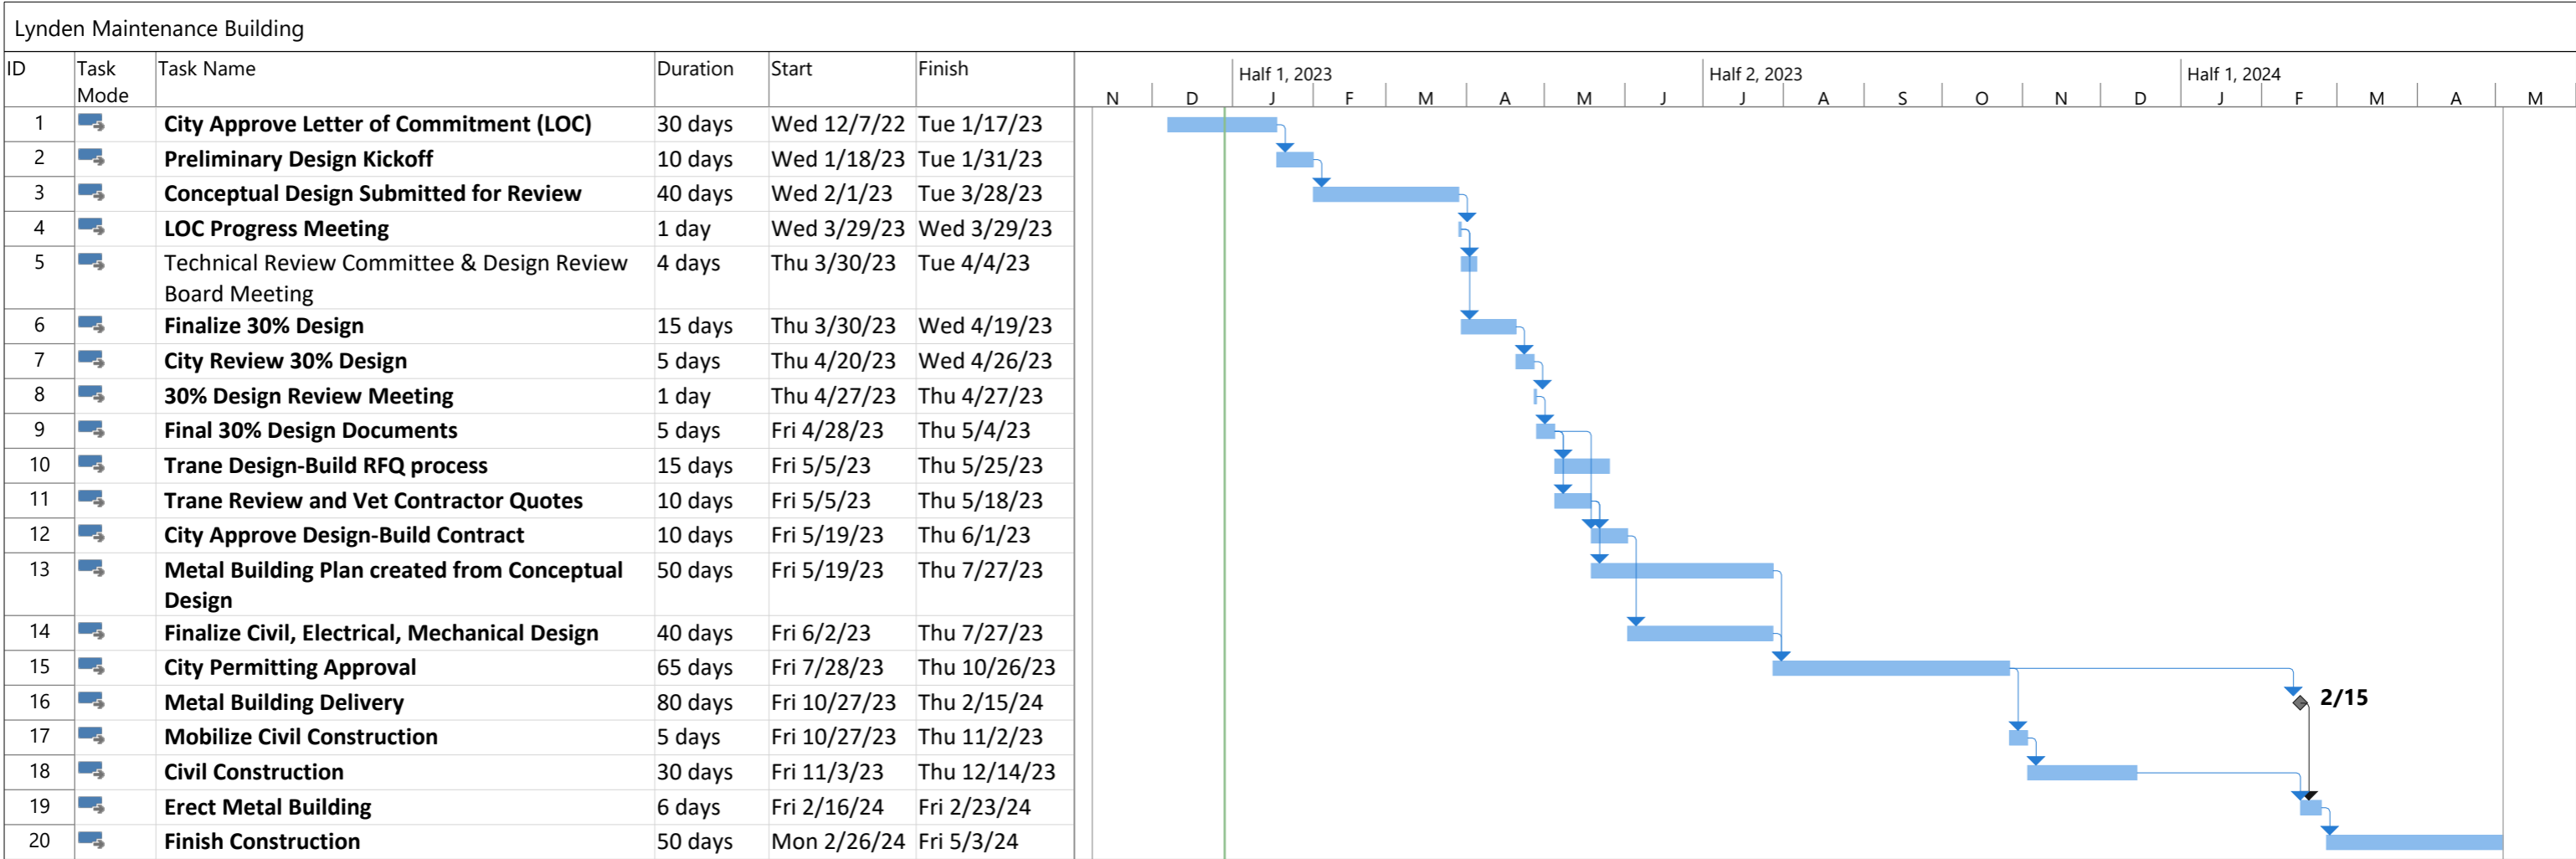 Lynden Maintenance Building
ID Task Mode Task Name Duration Start Finish
Half 1, 2023 Half 2, 2023 Half 1, 2024
N D J F M A M J J A S O N D J F M A M
1 City Approve Letter of Commitment (LOC) 30 days Wed 12/7/22 Tue 1/17/23
2 Preliminary Design Kickoff 10 days Wed 1/18/23 Tue 1/31/23
3 Conceptual Design Submitted for Review 40 days Wed 2/1/23 Tue 3/28/23
4 LOC Progress Meeting 1 day Wed 3/29/23 Wed 3/29/23
5 Technical Review Committee & Design Review 4 days Thu 3/30/23 Tue 4/4/23
Board Meeting
6 Finalize 30% Design 15 days Thu 3/30/23 Wed 4/19/23
7 City Review 30% Design 5 days Thu 4/20/23 Wed 4/26/23
8 30% Design Review Meeting 1 day Thu 4/27/23 Thu 4/27/23
9 Final 30% Design Documents 5 days Fri 4/28/23 Thu 5/4/23
10 Trane Design-Build RFQ process 15 days Fri 5/5/23 Thu 5/25/23
11 Trane Review and Vet Contractor Quotes 10 days Fri 5/5/23 Thu 5/18/23
12 City Approve Design-Build Contract 10 days Fri 5/19/23 Thu 6/1/23
13 Metal Building Plan created from Conceptual 50 days Fri 5/19/23 Thu 7/27/23
Design
14 Finalize Civil, Electrical, Mechanical Design 40 days Fri 6/2/23 Thu 7/27/23
15 City Permitting Approval 65 days Fri 7/28/23 Thu 10/26/23
16 Metal Building Delivery 80 days Fri 10/27/23 Thu 2/15/24 2/15
17 Mobilize Civil Construction 5 days Fri 10/27/23 Thu 11/2/23
18 Civil Construction 30 days Fri 11/3/23 Thu 12/14/23
19 Erect Metal Building 6 days Fri 2/16/24 Fri 2/23/24
20 Finish Construction 50 days Mon 2/26/24 Fri 5/3/24